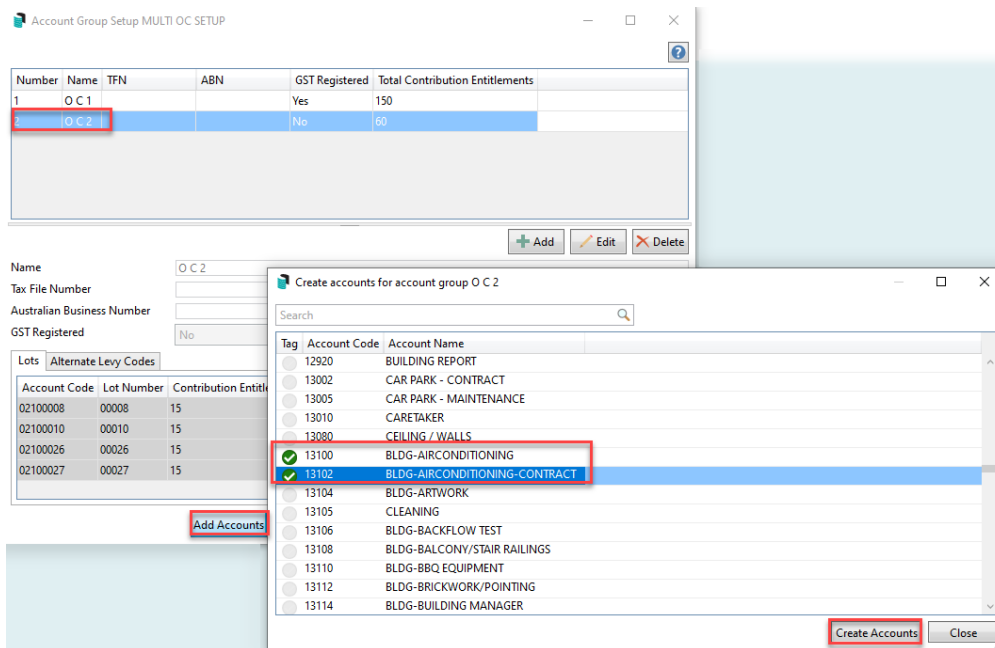 Account Group Setup MULTI OC SETUP
Number Name TFN ABN GST Registered Total Contribution Entitlements
1 O C 1 Yes 150
2 O C 2 No 60
Add Edit Delete
Name O C 2
Tax File Number
Australian Business Number
GST Registered No
Lots Alternate Levy Codes
Account Code Lot Number Contribution Entitle
02100008 00008 15
02100010 00010 15
02100026 00026 15
02100027 00027 15
Add Accounts
Create accounts for account group O C 2
Search
Tag Account Code Account Name
12920 BUILDING REPORT
13002 CAR PARK - CONTRACT
13005 CAR PARK - MAINTENANCE
13010 CARETAKER
13080 CEILING / WALLS
13100 BLDG-AIRCONDITIONING
13102 BLDG-AIRCONDITIONING-CONTRACT
13104 BLDG-ARTWORK
13105 CLEANING
13106 BLDG-BACKFLOW TEST
13108 BLDG-BALCONY/STAIR RAILINGS
13110 BLDG-BBQ EQUIPMENT
13112 BLDG-BRICKWORK/POINTING
13114 BLDG-BUILDING MANAGER
Create Accounts Close